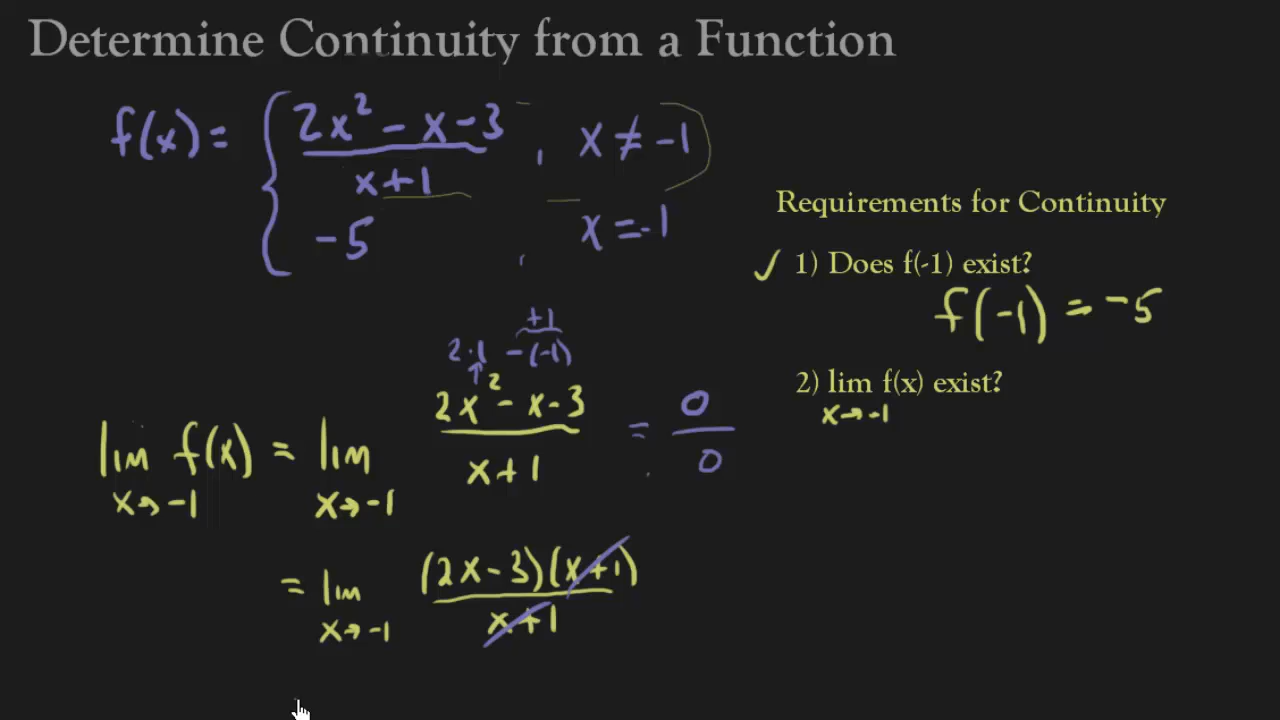 Determine Continuity from a Function
f(x) = { (2x² - x - 3)/(x + 1) , x ≠ -1
-5 , x = -1
Requirements for Continuity
✓ 1) Does f(-1) exist?
f(-1) = -5
2) lim f(x) exist?
x → -1
+1
2·1 -(-1)
lim f(x) = lim (2x² - x - 3)/(x + 1) = 0/0
x → -1 x → -1
= lim (2x - 3)(x + 1)/(x + 1)
x → -1